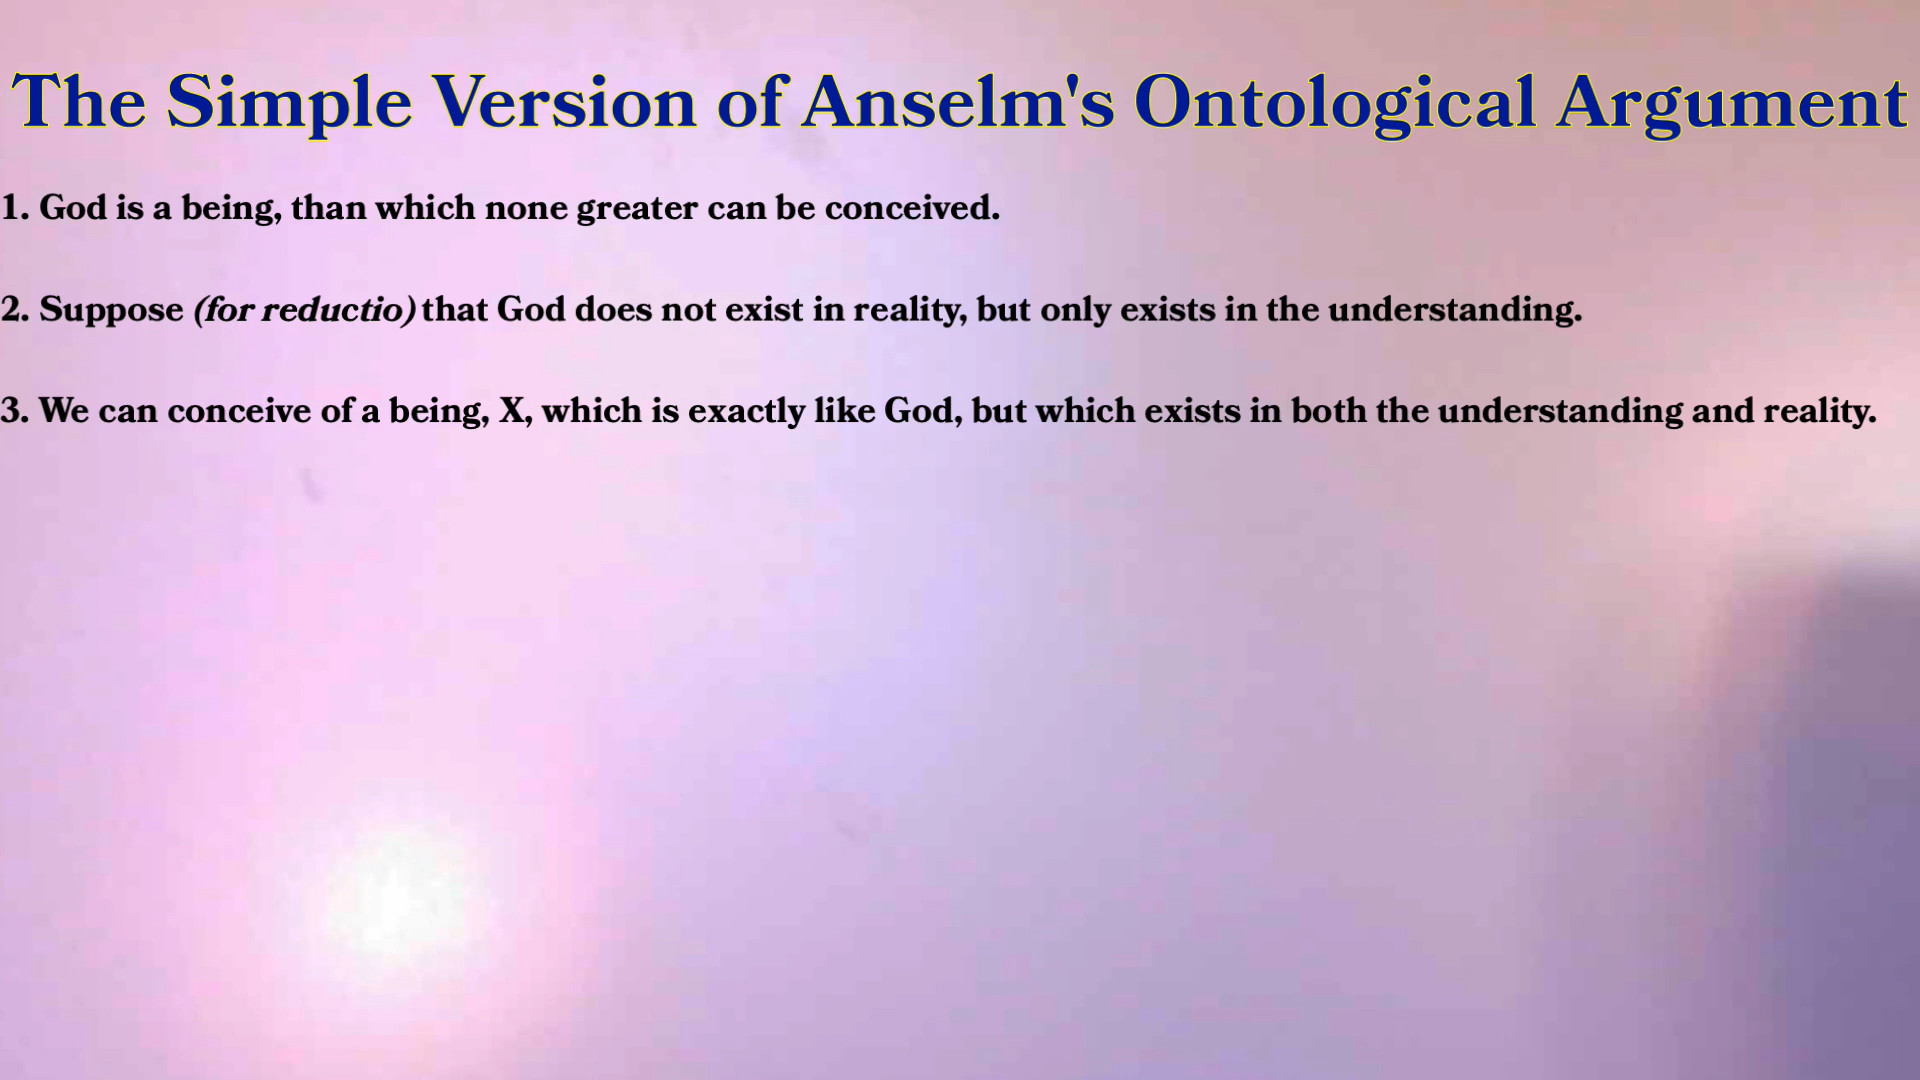 The Simple Version of Anselm's Ontological Argument
1. God is a being, than which none greater can be conceived.
2. Suppose (for reductio) that God does not exist in reality, but only exists in the understanding.
3. We can conceive of a being, X, which is exactly like God, but which exists in both the understanding and reality.